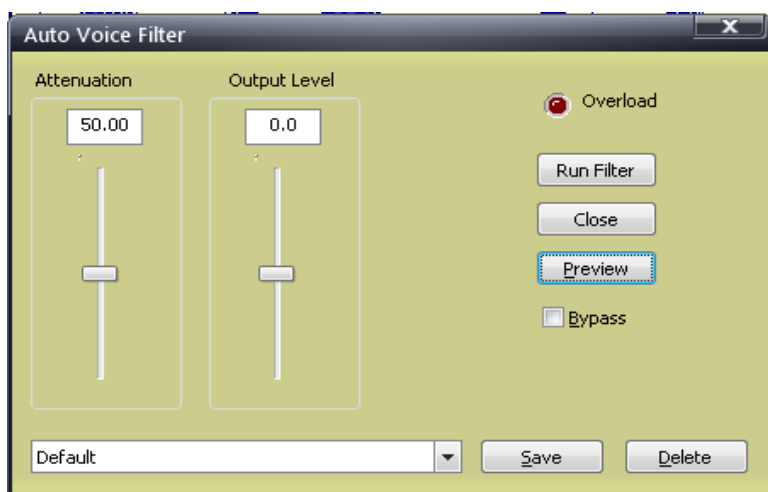 Auto Voice Filter
Attenuation
Output Level
50.00
0.0
Overload
Run Filter
Close
Preview
Bypass
Default
Save
Delete